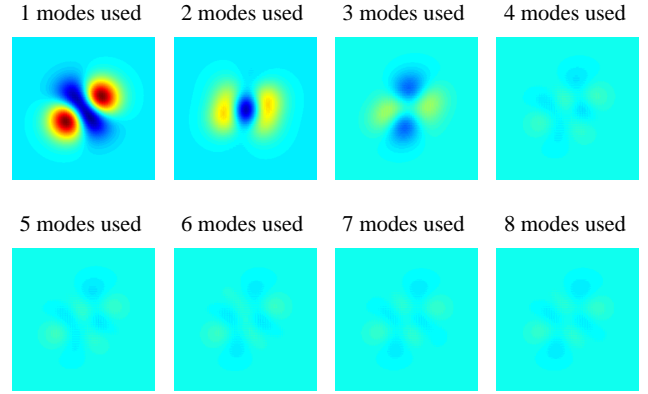 1 modes used
2 modes used
3 modes used
4 modes used
5 modes used
6 modes used
7 modes used
8 modes used